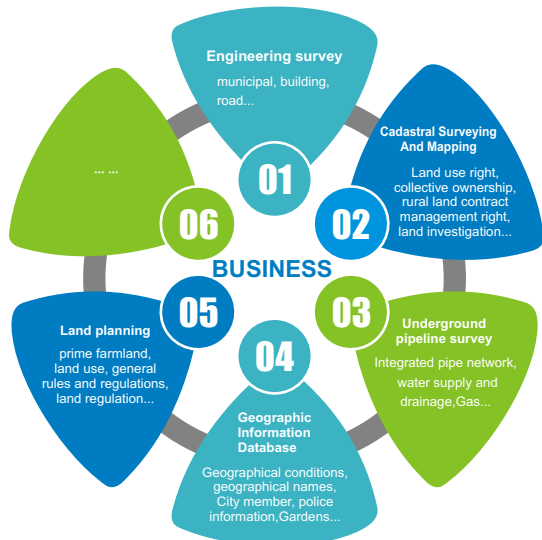 Engineering survey
municipal, building,
road...
01
Cadastral Surveying
And Mapping
Land use right,
collective ownership,
rural land contract
management right,
land investigation...
02
Underground
pipeline survey
Integrated pipe network,
water supply and
drainage,Gas...
03
Geographic
Information
Database
Geographical conditions,
geographical names,
City member, police
information,Gardens...
04
Land planning
prime farmland,
land use, general
rules and regulations,
land regulation...
05
... ...
06
BUSINESS